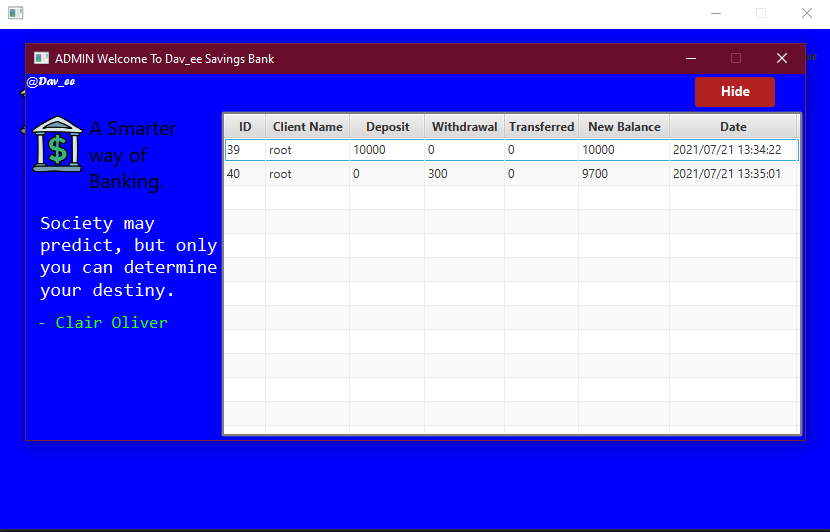 ADMIN Welcome To Dav_ee Savings Bank
@Dav_ee
Hide
A Smarter
way of
Banking.
$
Society may
predict, but only
you can determine
your destiny.
- Clair Oliver
ID Client Name Deposit Withdrawal Transferred New Balance Date
39 root 10000 0 0 10000 2021/07/21 13:34:22
40 root 0 300 0 9700 2021/07/21 13:35:01